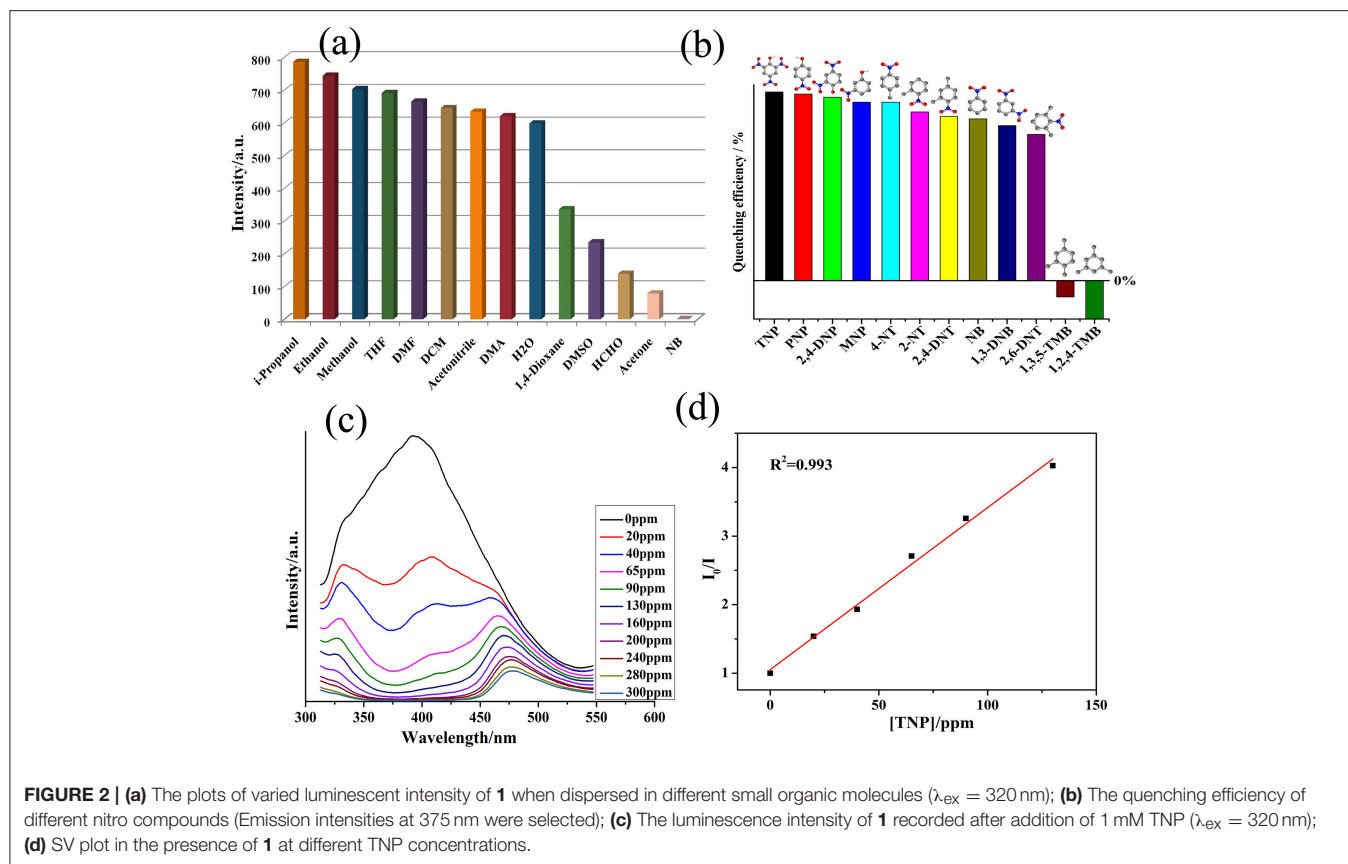 (a)
800
700
600
500
400
300
200
100
0
Intensity/a.u.
i-Propanol
Ethanol
Methanol
THF
DMF
DCM
Acetonitrile
DMA
H2O
1,4-Dioxane
DMSO
HCHO
Acetone
NB
(b)
Quenching efficiency / %
0%
TNP
PNP
2,4-DNP
MNP
4-NT
2-NT
2,4-DNT
NB
1,3-DNB
2,6-DNT
1,3,5-TMB
1,2,4-TMB
(c)
Intensity/a.u.
0ppm
20ppm
40ppm
65ppm
90ppm
130ppm
160ppm
200ppm
240ppm
280ppm
300ppm
300 350 400 450 500 550 600
Wavelength/nm
(d)
R²=0.993
4
3
2
1
I₀/I
0 50 100 150
[TNP]/ppm
FIGURE 2 | (a) The plots of varied luminescent intensity of 1 when dispersed in different small organic molecules (λex = 320 nm); (b) The quenching efficiency of
different nitro compounds (Emission intensities at 375 nm were selected); (c) The luminescence intensity of 1 recorded after addition of 1 mM TNP (λex = 320 nm);
(d) SV plot in the presence of 1 at different TNP concentrations.